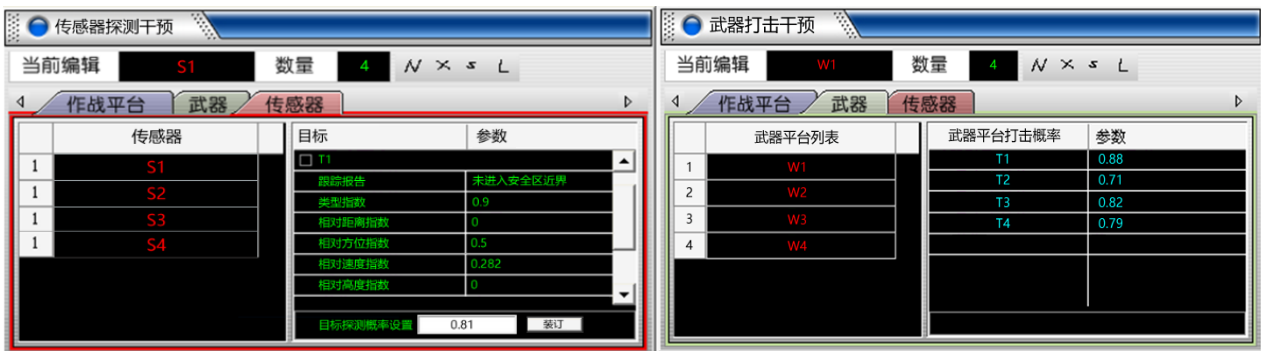 传感器探测干预
当前编辑 S1 数量 4 N X S L
作战平台 武器 传感器
传感器 目标 参数
1 S1 T1
跟踪报告 未进入安全区近界
1 S2 类型指数 0.9
1 S3 相对距离指数 0
1 S4 相对方位指数 0.5
相对速度指数 0.282
相对高度指数 0
目标探测概率设置 0.81 装订
武器打击干预
当前编辑 W1 数量 4 N X S L
作战平台 武器 传感器
武器平台列表 武器平台打击概率 参数
1 W1 T1 0.88
2 W2 T2 0.71
3 W3 T3 0.82
4 W4 T4 0.79